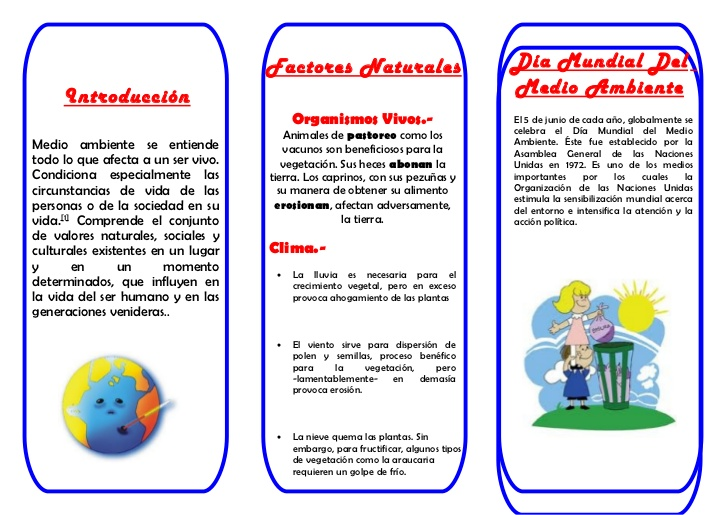 Introducción
Medio ambiente se entiende
todo lo que afecta a un ser vivo.
Condiciona especialmente las
circunstancias de vida de las
personas o de la sociedad en su
vida.[1] Comprende el conjunto
de valores naturales, sociales y
culturales existentes en un lugar
y en un momento
determinados, que influyen en
la vida del ser humano y en las
generaciones venideras..
Factores Naturales
Organismos Vivos.-
Animales de pastoreo como los
vacunos son beneficiosos para la
vegetación. Sus heces abonan la
tierra. Los caprinos, con sus pezuñas y
su manera de obtener su alimento
erosionan, afectan adversamente,
la tierra.
Clima.-
• La lluvia es necesaria para el
crecimiento vegetal, pero en exceso
provoca ahogamiento de las plantas
• El viento sirve para dispersión de
polen y semillas, proceso benéfico
para la vegetación, pero
-lamentablemente- en demasía
provoca erosión.
• La nieve quema las plantas. Sin
embargo, para fructificar, algunos tipos
de vegetación como la araucaria
requieren un golpe de frío.
Día Mundial Del
Medio Ambiente
El 5 de junio de cada año, globalmente se
celebra el Día Mundial del Medio
Ambiente. Éste fue establecido por la
Asamblea General de las Naciones
Unidas en 1972. Es uno de los medios
importantes por los cuales la
Organización de las Naciones Unidas
estimula la sensibilización mundial acerca
del entorno e intensifica la atención y la
acción política.